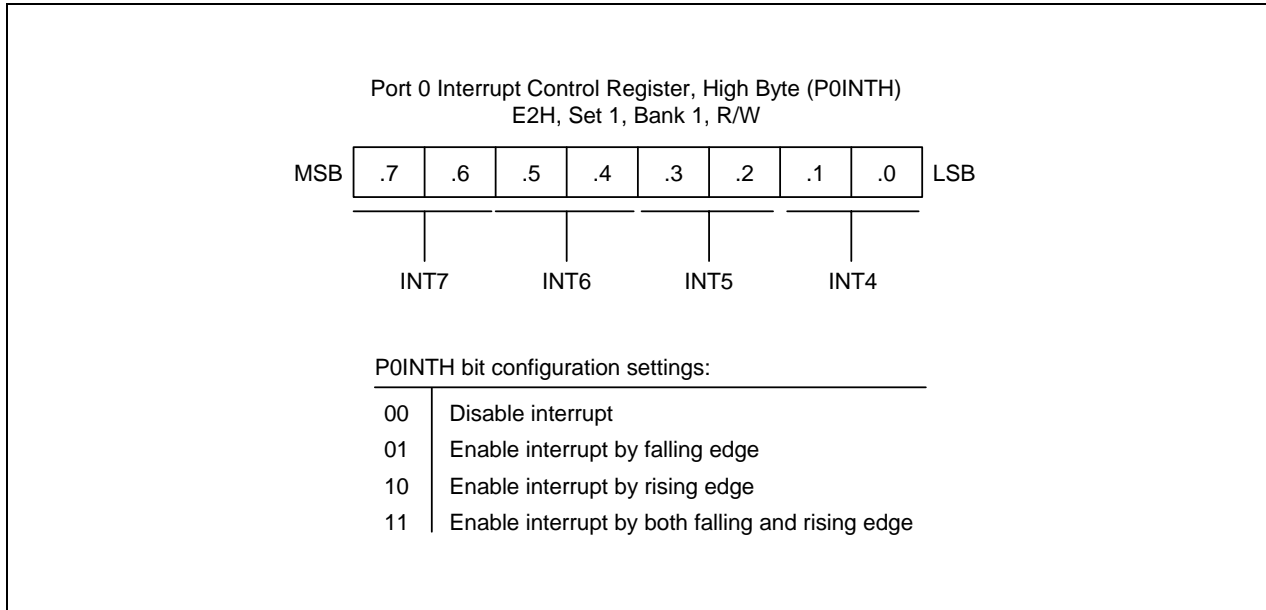 Port 0 Interrupt Control Register, High Byte (P0INTH)
E2H, Set 1, Bank 1, R/W
MSB .7 .6 .5 .4 .3 .2 .1 .0 LSB
INT7 INT6 INT5 INT4
P0INTH bit configuration settings:
00 Disable interrupt
01 Enable interrupt by falling edge
10 Enable interrupt by rising edge
11 Enable interrupt by both falling and rising edge